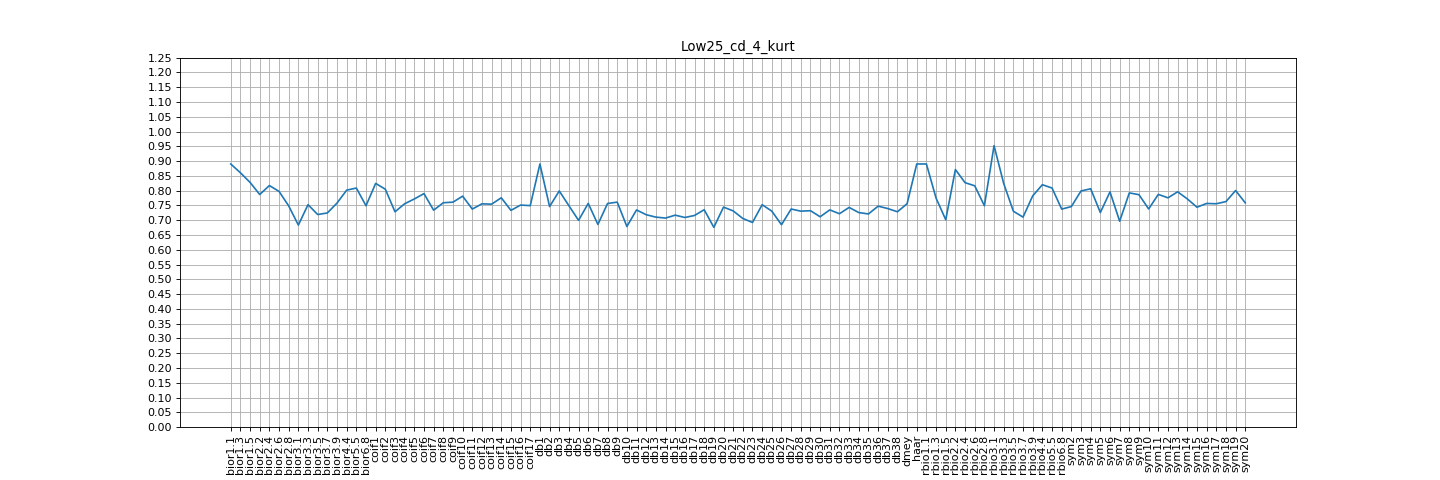 Low25_cd_4_kurt
1.25
1.20
1.15
1.10
1.05
1.00
0.95
0.90
0.85
0.80
0.75
0.70
0.65
0.60
0.55
0.50
0.45
0.40
0.35
0.30
0.25
0.20
0.15
0.10
0.05
0.00
bior1.1
bior1.3
bior1.5
bior2.2
bior2.4
bior2.6
bior2.8
bior3.1
bior3.3
bior3.5
bior3.7
bior3.9
bior4.4
bior5.5
bior6.8
coif1
coif2
coif3
coif4
coif5
coif6
coif7
coif8
coif9
coif10
coif11
coif12
coif13
coif14
coif15
coif16
coif17
db1
db2
db3
db4
db5
db6
db7
db8
db9
db10
db11
db12
db13
db14
db15
db16
db17
db18
db19
db20
db21
db22
db23
db24
db25
db26
db27
db28
db29
db30
db31
db32
db33
db34
db35
db36
db37
db38
dmey
haar
rbio1.1
rbio1.3
rbio1.5
rbio2.2
rbio2.4
rbio2.6
rbio2.8
rbio3.1
rbio3.3
rbio3.5
rbio3.7
rbio3.9
rbio4.4
rbio5.5
rbio6.8
sym2
sym3
sym4
sym5
sym6
sym7
sym8
sym9
sym10
sym11
sym12
sym13
sym14
sym15
sym16
sym17
sym18
sym19
sym20